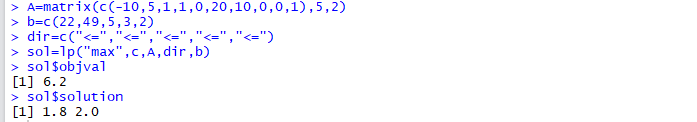 > A=matrix(c(-10,5,1,1,0,20,10,0,0,1),5,2)
> b=c(22,49,5,3,2)
> dir=c("<=","<=","<=","<=","<=")
> sol=lp("max",c,A,dir,b)
> sol$objval
[1] 6.2
> sol$solution
[1] 1.8 2.0